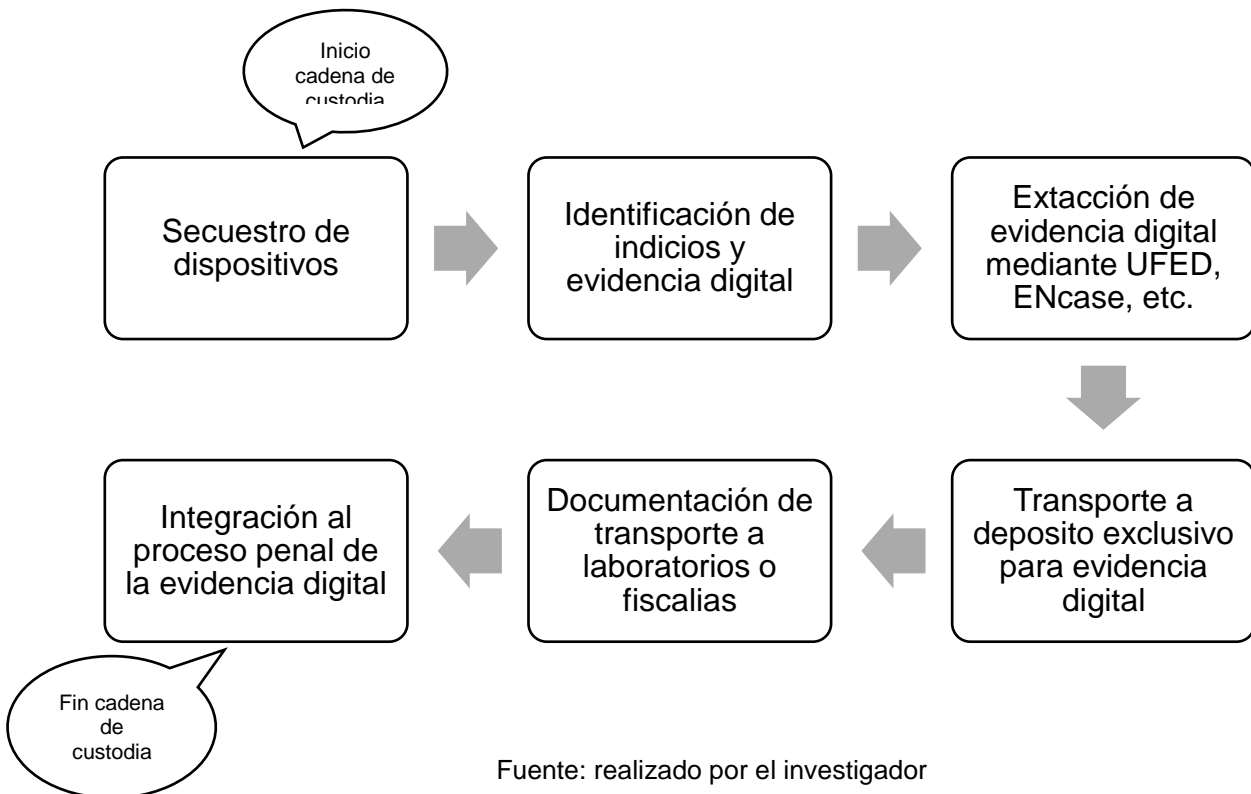 Inicio
cadena de
custodia
Secuestro de
dispositivos
Identificación de
indicios y
evidencia digital
Extacción de
evidencia digital
mediante UFED,
ENcase, etc.
Transporte a
deposito exclusivo
para evidencia
digital
Documentación de
transporte a
laboratorios o
fiscalias
Integración al
proceso penal de
la evidencia digital
Fin cadena
de
custodia
Fuente: realizado por el investigador